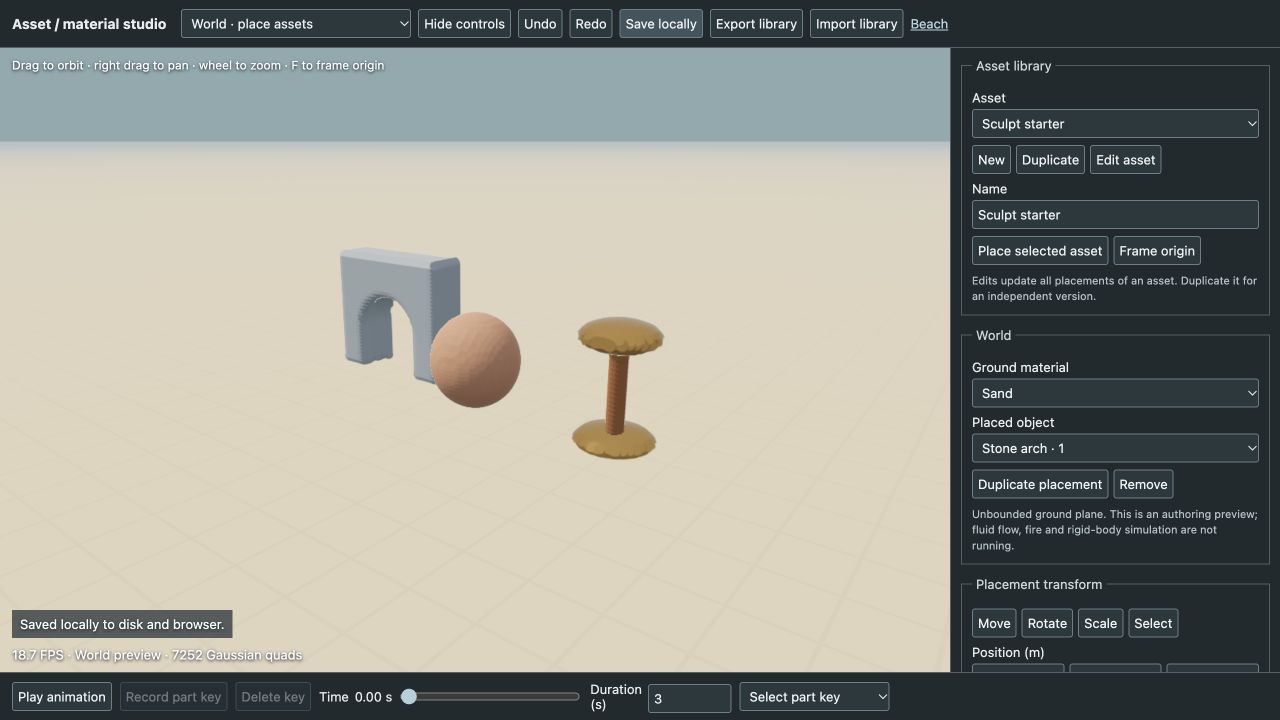 Asset / material studio
World · place assets
Hide controls
Undo
Redo
Save locally
Export library
Import library
Beach
Drag to orbit · right drag to pan · wheel to zoom · F to frame origin
Asset library
Asset
Sculpt starter
New
Duplicate
Edit asset
Name
Sculpt starter
Place selected asset
Frame origin
Edits update all placements of an asset. Duplicate it for
an independent version.
World
Ground material
Sand
Placed object
Stone arch · 1
Duplicate placement
Remove
Unbounded ground plane. This is an authoring preview;
fluid flow, fire and rigid-body simulation are not
running.
Placement transform
Move
Rotate
Scale
Select
Position (m)
Saved locally to disk and browser.
18.7 FPS · World preview · 7252 Gaussian quads
Play animation
Record part key
Delete key
Time 0.00 s
Duration
(s)
3
Select part key